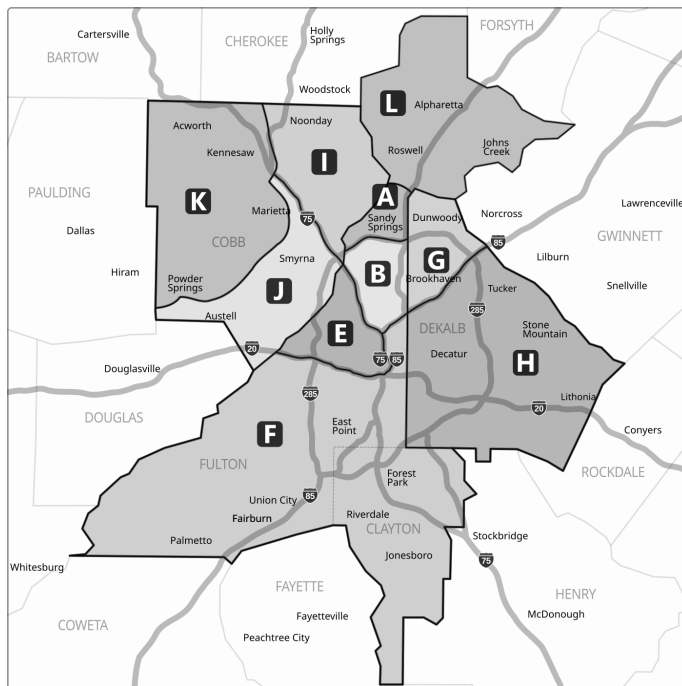 FORSYTH
Cartersville
Holly
Springs
CHEROKEE
BARTOW
Woodstock
L
Alpharetta
Acworth
Noonday
Johns
Creek
Kennesaw
I
Roswell
PAULDING
K
A
Marietta
75
Sandy
Springs
Dunwoody
Norcross
Lawrenceville
Dallas
COBB
85
GWINNETT
Smyrna
B
G
Lilburn
Hiram
Powder
Springs
J
Brookhaven
Tucker
Snellville
Austell
285
E
DEKALB
Stone
Mountain
20
75
85
Decatur
H
Douglasville
285
Lithonia
20
DOUGLAS
F
East
Point
Conyers
FULTON
Forest
Park
ROCKDALE
Union City
85
Fairburn
Riverdale
CLAYTON
Palmetto
Stockbridge
Jonesboro
75
Whitesburg
FAYETTE
HENRY
Fayetteville
McDonough
COWETA
Peachtree City